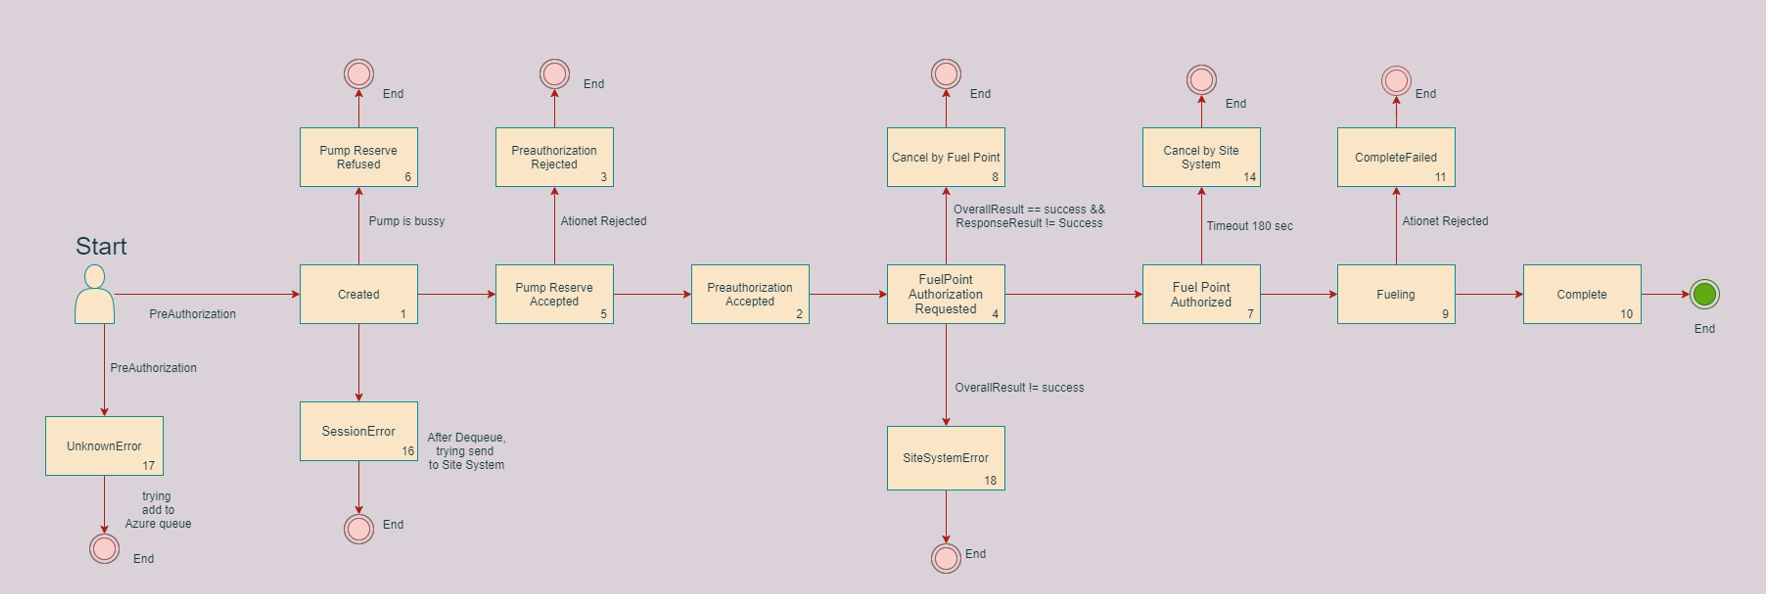 End
End
End
End
End
Pump Reserve
Refused
6
Preauthorization
Rejected
3
Cancel by Fuel Point
8
Cancel by Site
System
14
CompleteFailed
11
Pump is bussy
Ationet Rejected
OverallResult == success &&
ResponseResult != Success
Timeout 180 sec
Ationet Rejected
Start
PreAuthorization
Created
1
Pump Reserve
Accepted
5
Preauthorization
Accepted
2
FuelPoint
Authorization
Requested
4
Fuel Point
Authorized
7
Fueling
9
Complete
10
End
PreAuthorization
OverallResult != success
UnknownError
17
SessionError
16
After Dequeue,
trying send
to Site System
SiteSystemError
18
trying
add to
Azure queue
End
End
End